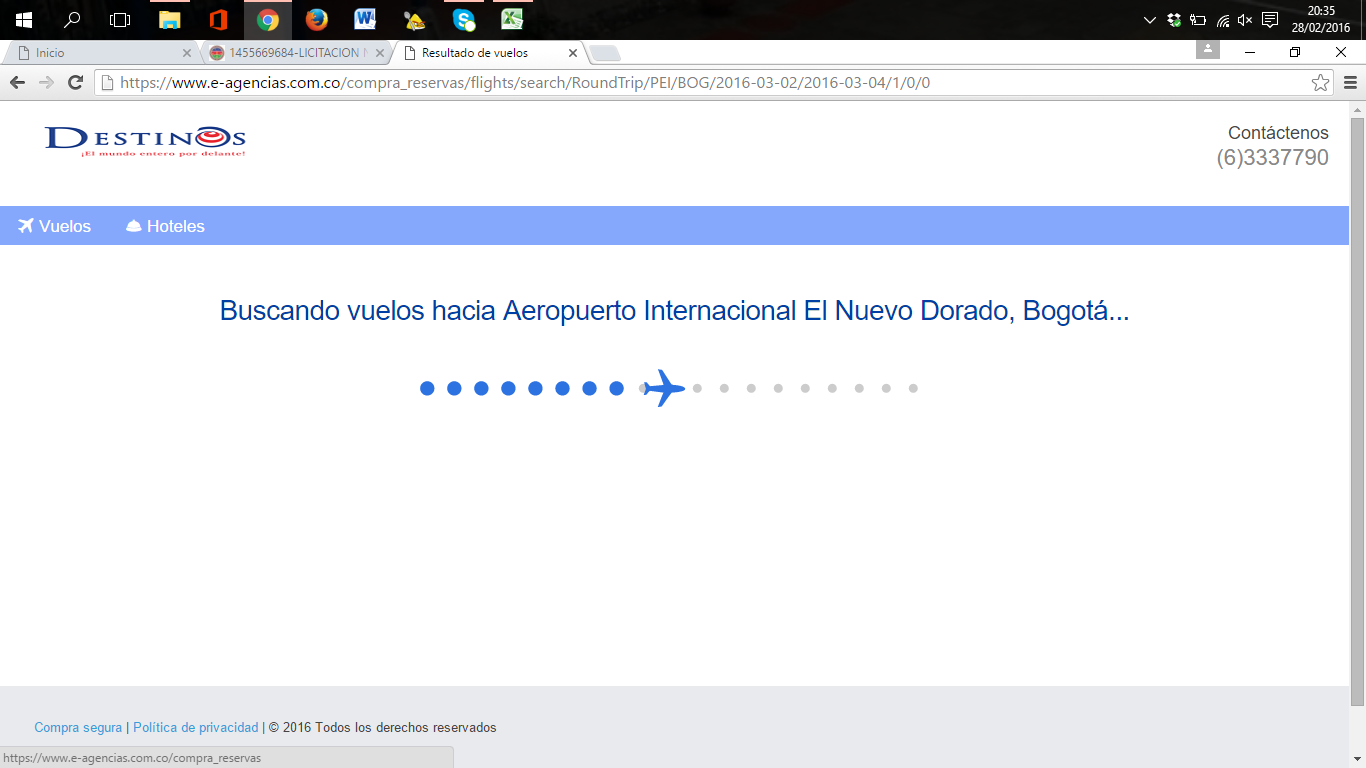 20:35
28/02/2016
Inicio
1455669684-LICITACION
Resultado de vuelos
https://www.e-agencias.com.co/compra_reservas/flights/search/RoundTrip/PEI/BOG/2016-03-02/2016-03-04/1/0/0
DESTINOS
¡El mundo entero por delante!
Contáctenos
(6)3337790
Vuelos Hoteles
Buscando vuelos hacia Aeropuerto Internacional El Nuevo Dorado, Bogotá...
Compra segura | Política de privacidad | © 2016 Todos los derechos reservados
https://www.e-agencias.com.co/compra_reservas